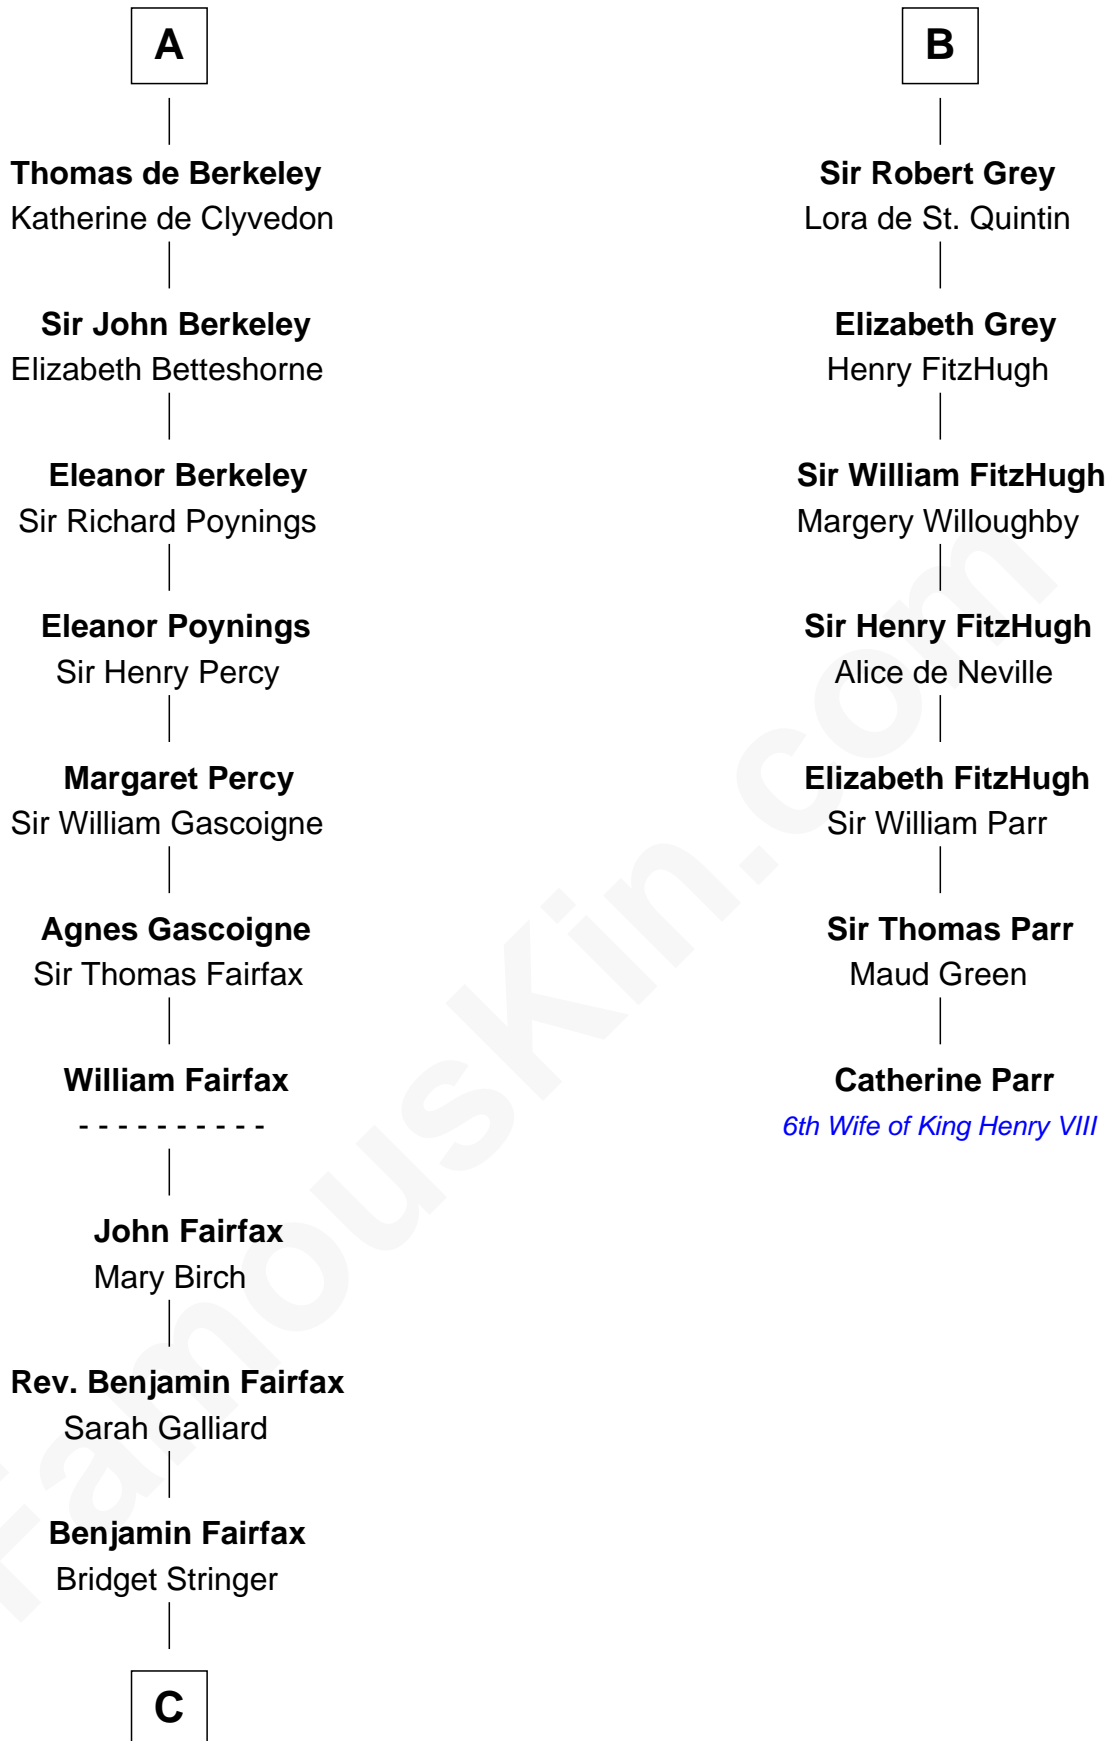 A
Thomas de Berkeley
Katherine de Clyvedon
Sir John Berkeley
Elizabeth Betteshorne
Eleanor Berkeley
Sir Richard Poynings
Eleanor Poynings
Sir Henry Percy
Margaret Percy
Sir William Gascoigne
Agnes Gascoigne
Sir Thomas Fairfax
William Fairfax
- - - - - - - - - -
John Fairfax
Mary Birch
Rev. Benjamin Fairfax
Sarah Galliard
Benjamin Fairfax
Bridget Stringer
C
B
Sir Robert Grey
Lora de St. Quintin
Elizabeth Grey
Henry FitzHugh
Sir William FitzHugh
Margery Willoughby
Sir Henry FitzHugh
Alice de Neville
Elizabeth FitzHugh
Sir William Parr
Sir Thomas Parr
Maud Green
Catherine Parr
6th Wife of King Henry VIII
FamousKin.com